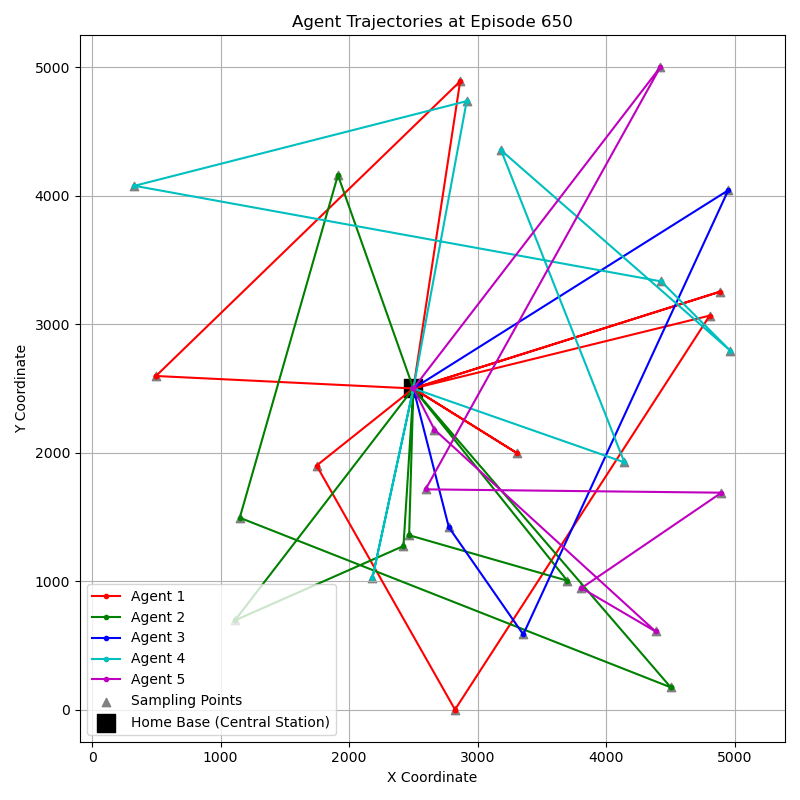 Agent Trajectories at Episode 650
Y Coordinate
5000
4000
3000
2000
1000
0
Agent 1
Agent 2
Agent 3
Agent 4
Agent 5
Sampling Points
Home Base (Central Station)
0 1000 2000 3000 4000 5000
X Coordinate